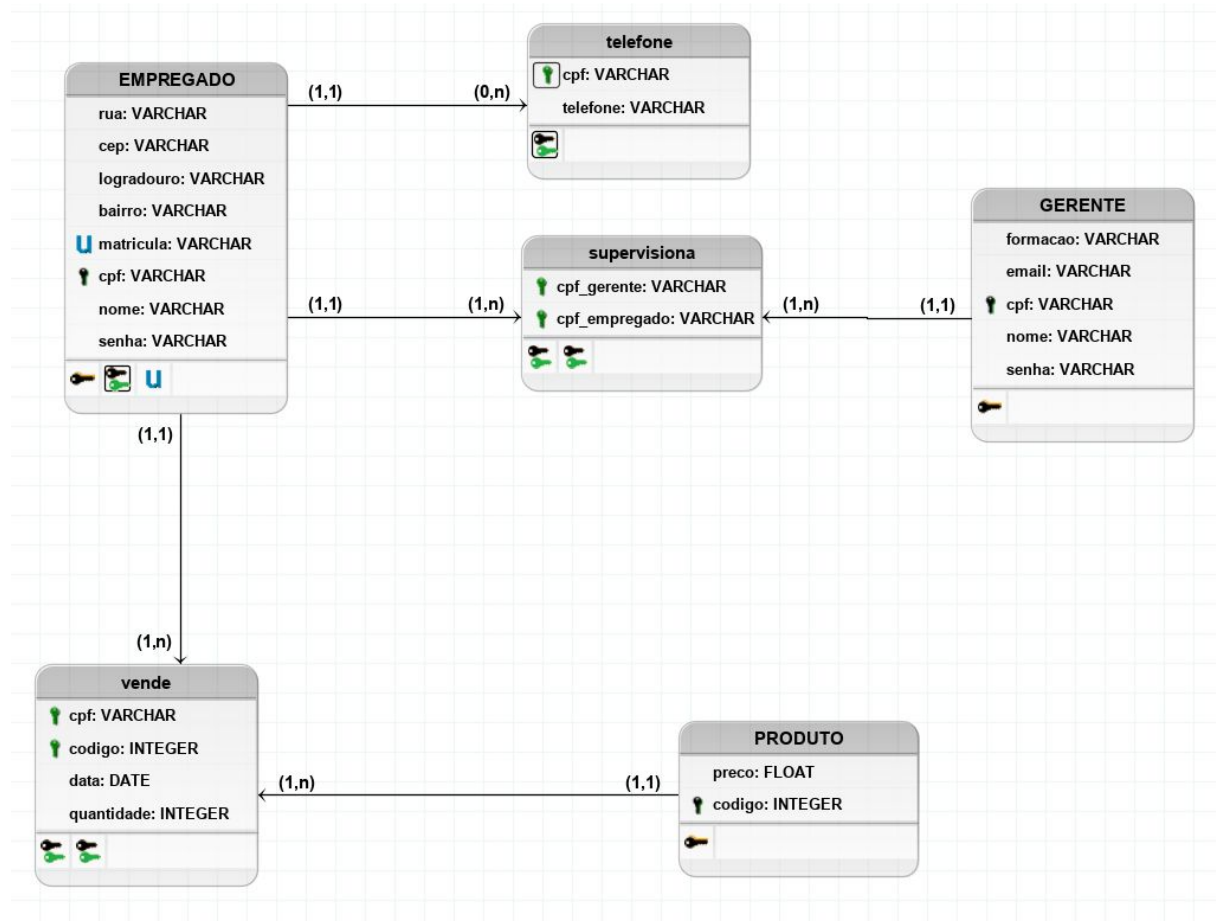 EMPREGADO
rua: VARCHAR
cep: VARCHAR
logradouro: VARCHAR
bairro: VARCHAR
U matricula: VARCHAR
cpf: VARCHAR
nome: VARCHAR
senha: VARCHAR
U
(1,1)
(0,n)
telefone
cpf: VARCHAR
telefone: VARCHAR
(1,1)
(1,n)
supervisiona
cpf_gerente: VARCHAR
cpf_empregado: VARCHAR
(1,n)
(1,1)
GERENTE
formacao: VARCHAR
email: VARCHAR
cpf: VARCHAR
nome: VARCHAR
senha: VARCHAR
(1,1)
(1,n)
vende
cpf: VARCHAR
codigo: INTEGER
data: DATE
quantidade: INTEGER
(1,n)
(1,1)
PRODUTO
preco: FLOAT
codigo: INTEGER